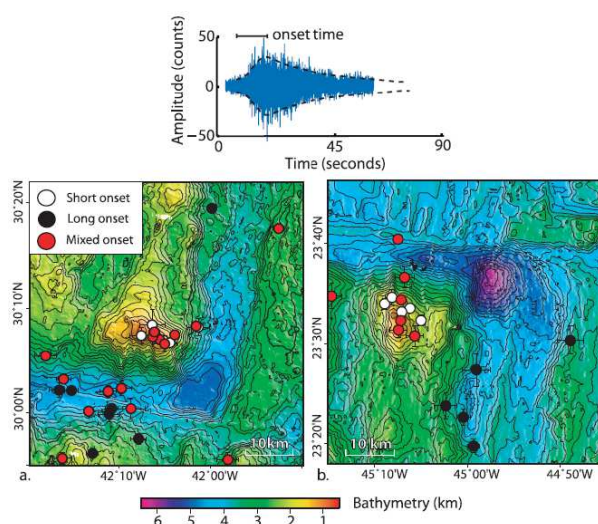 50
onset time
Amplitude (counts)
0
−50
0
45
90
Time (seconds)
30˚20'N
30˚10'N
30˚00'N
Short onset
Long onset
Mixed onset
10km
a.
42˚10'W
42˚00'W
23˚40'N
23˚30'N
23˚20'N
10 km
b.
45˚10'W
45˚00'W
44˚50'W
6 5 4 3 2 1
Bathymetry (km)